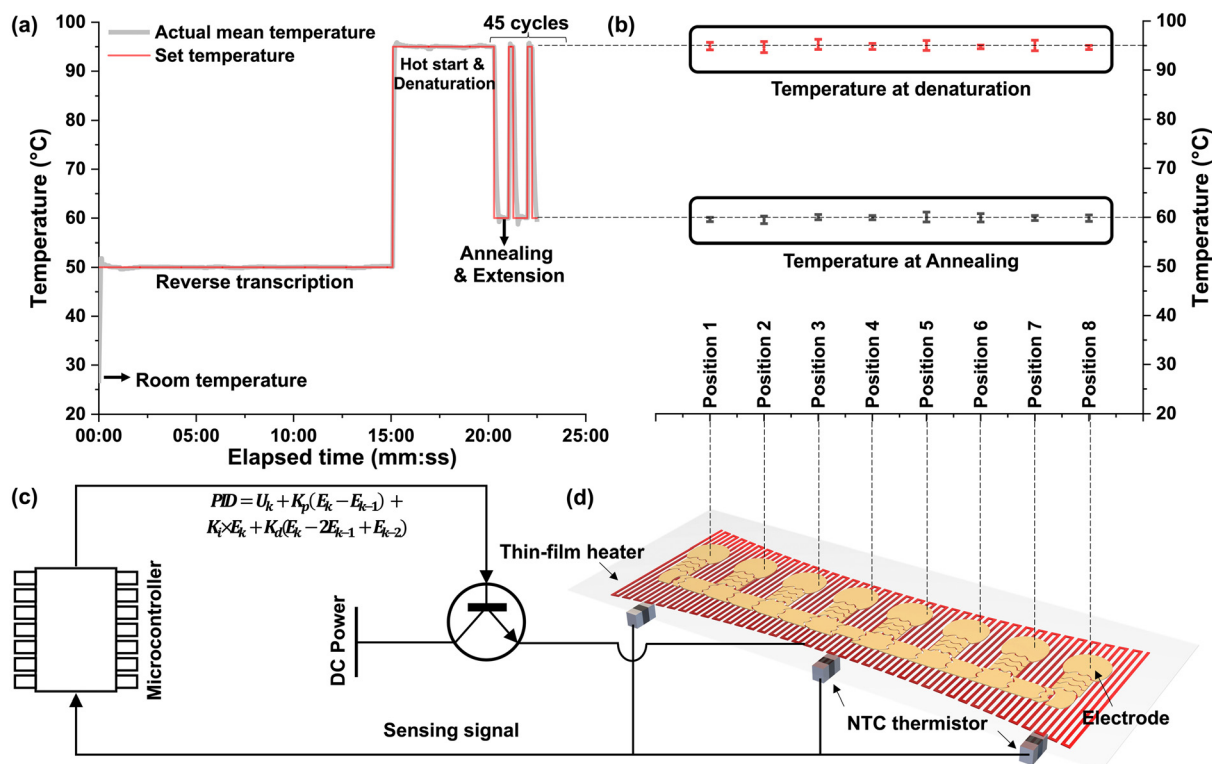 (a)
Actual mean temperature
Set temperature
45 cycles
Hot start &
Denaturation
Annealing
& Extension
Reverse transcription
Room temperature
Temperature (°C)
100
95
90
80
70
60
50
40
30
20
00:00 05:00 10:00 15:00 20:00 25:00
Elapsed time (mm:ss)
(b)
Temperature at denaturation
Temperature at Annealing
Position 1
Position 2
Position 3
Position 4
Position 5
Position 6
Position 7
Position 8
100
95
90
80
70
60
50
40
30
20
Temperature (°C)
(c)
PID = U_k + K_p(E_k − E_{k−1}) +
K_i×E_k + K_d(E_k − 2E_{k−1} + E_{k−2})
Microcontroller
DC Power
Sensing signal
(d)
Thin-film heater
NTC thermistor
Electrode